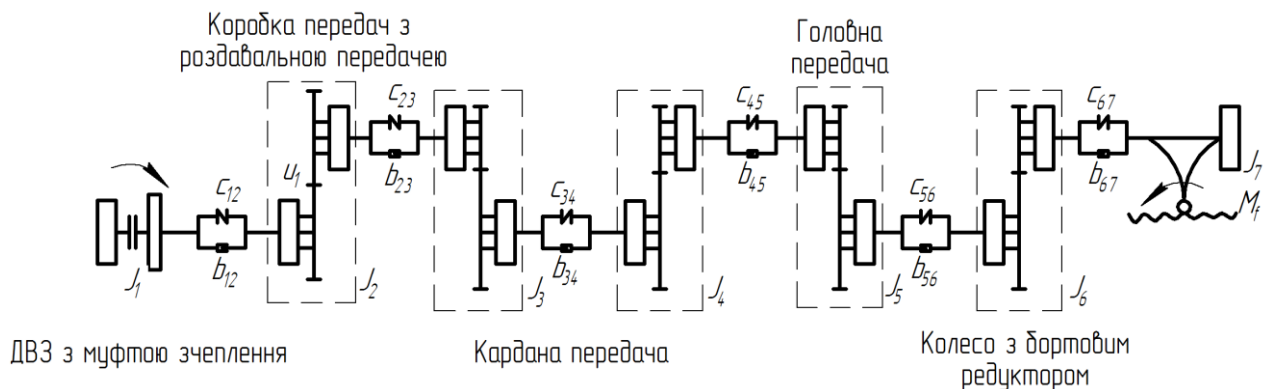 Коробка передач з
роздавальною передачею
Головна
передача
c23
c45
c67
b23
b45
b67
u1
c12
c34
c56
b12
b34
b56
J1
J2
J3
J4
J5
J6
J7
Mf
ДВЗ з муфтою зчеплення
Кардана передача
Колесо з бортовим
редуктором